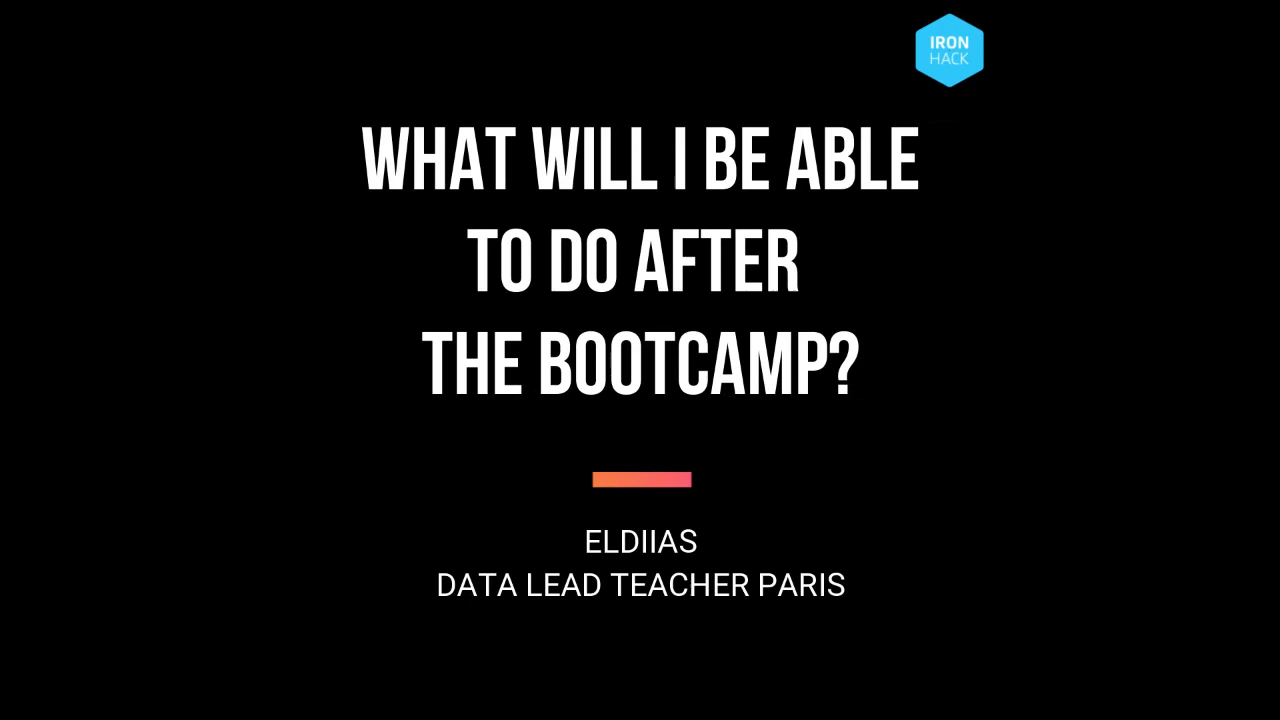 IRON
HACK
WHAT WILL I BE ABLE
TO DO AFTER
THE BOOTCAMP?
ELDIIAS
DATA LEAD TEACHER PARIS